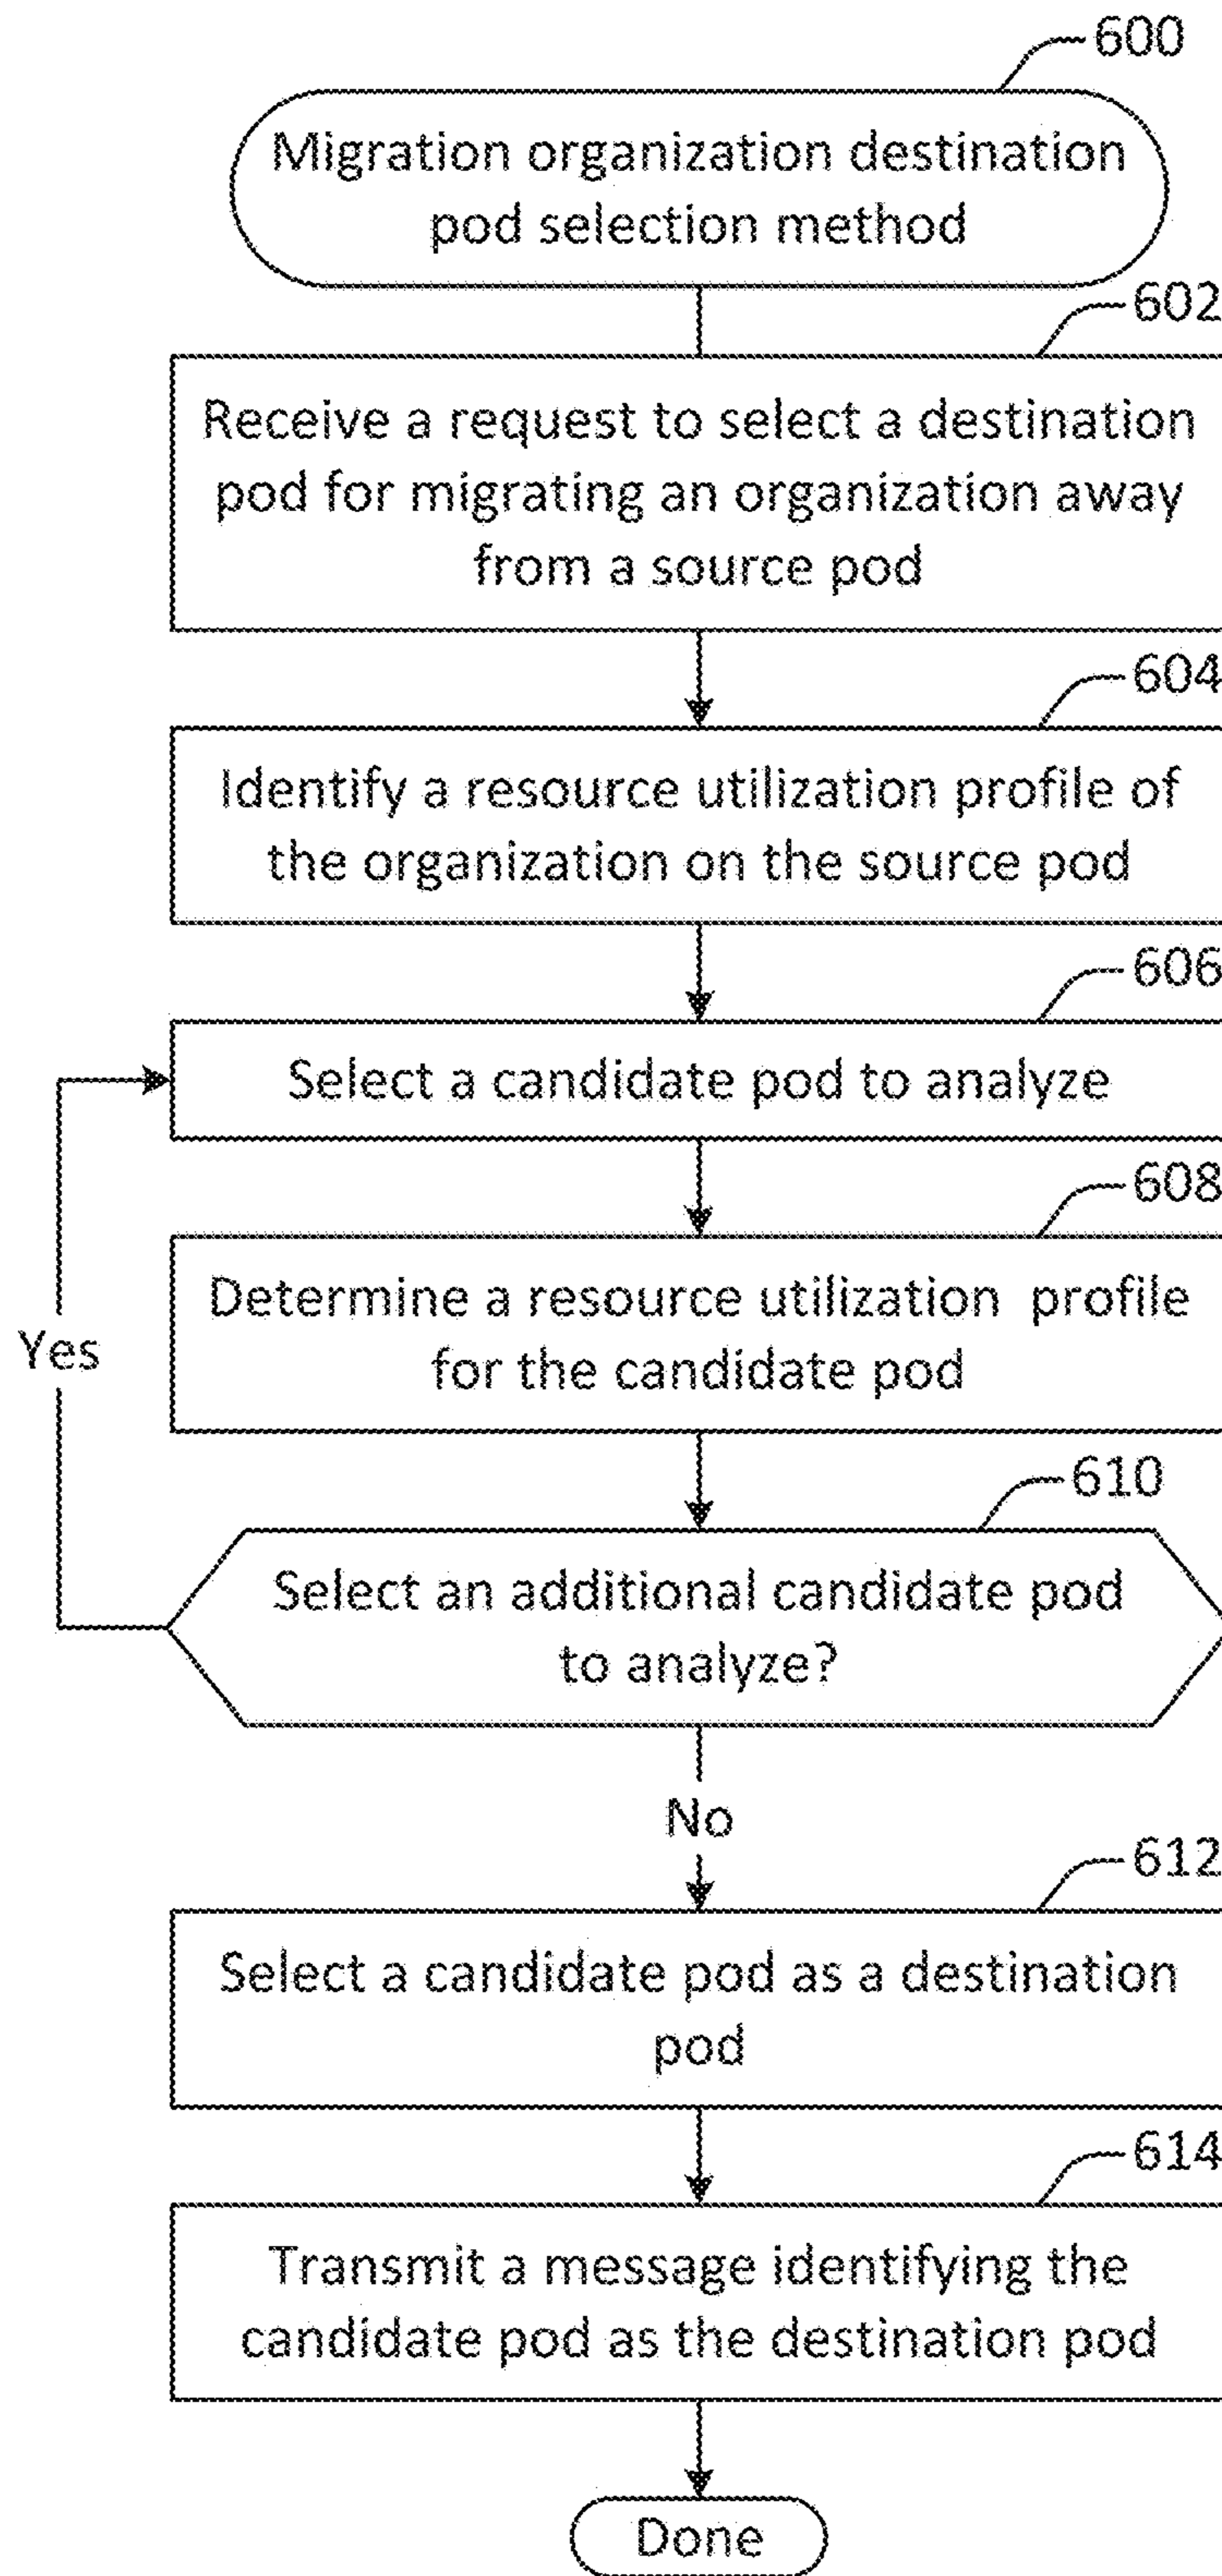 600
Migration organization destination
pod selection method
602
Receive a request to select a destination
pod for migrating an organization away
from a source pod
604
Identify a resource utilization profile of
the organization on the source pod
606
Select a candidate pod to analyze
608
Determine a resource utilization profile
for the candidate pod
Yes
610
Select an additional candidate pod
to analyze?
No
612
Select a candidate pod as a destination
pod
614
Transmit a message identifying the
candidate pod as the destination pod
Done